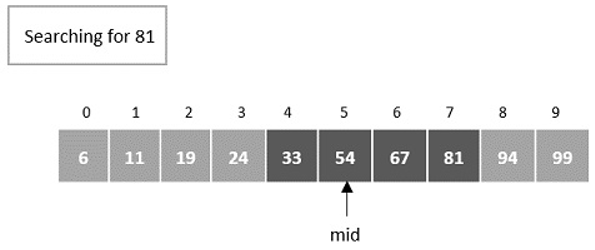 Searching for 81
0 1 2 3 4 5 6 7 8 9
6 11 19 24 33 54 67 81 94 99
mid